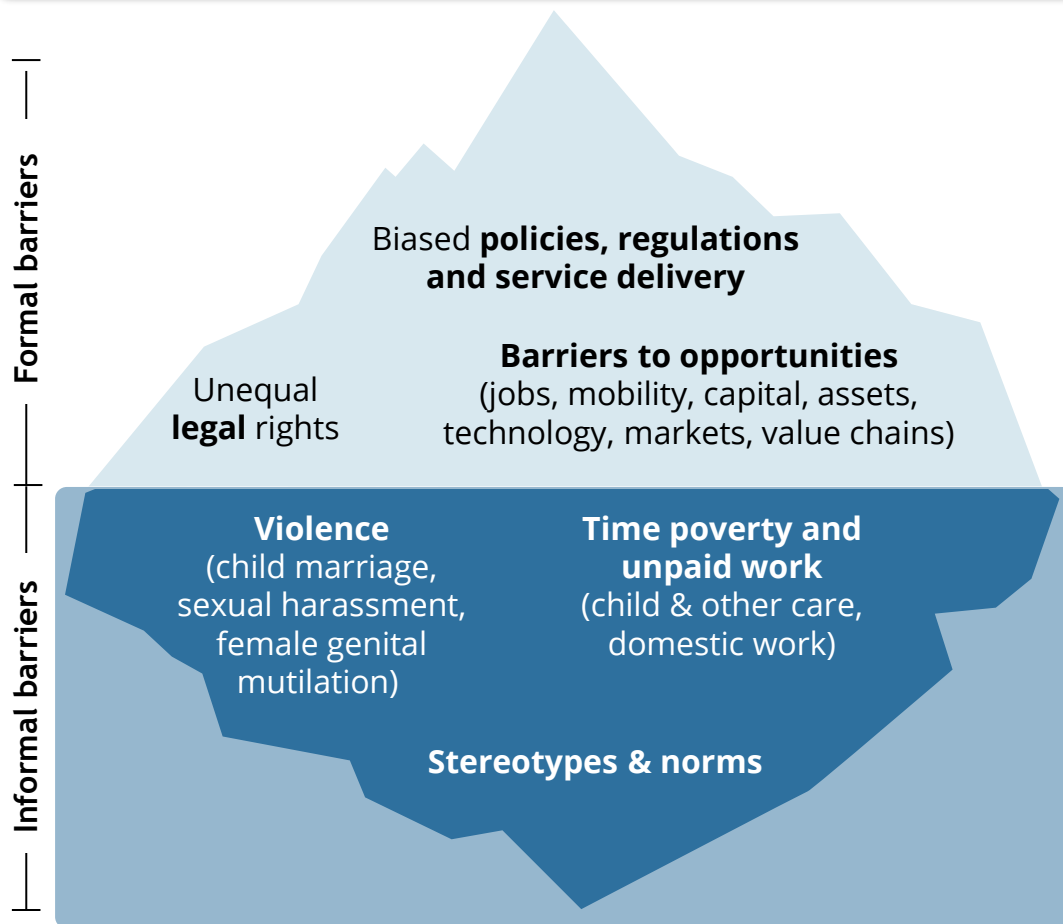 Formal barriers
Biased policies, regulations
and service delivery
Unequal
legal rights
Barriers to opportunities
(jobs, mobility, capital, assets,
technology, markets, value chains)
Informal barriers
Violence
(child marriage,
sexual harassment,
female genital
mutilation)
Time poverty and
unpaid work
(child & other care,
domestic work)
Stereotypes & norms